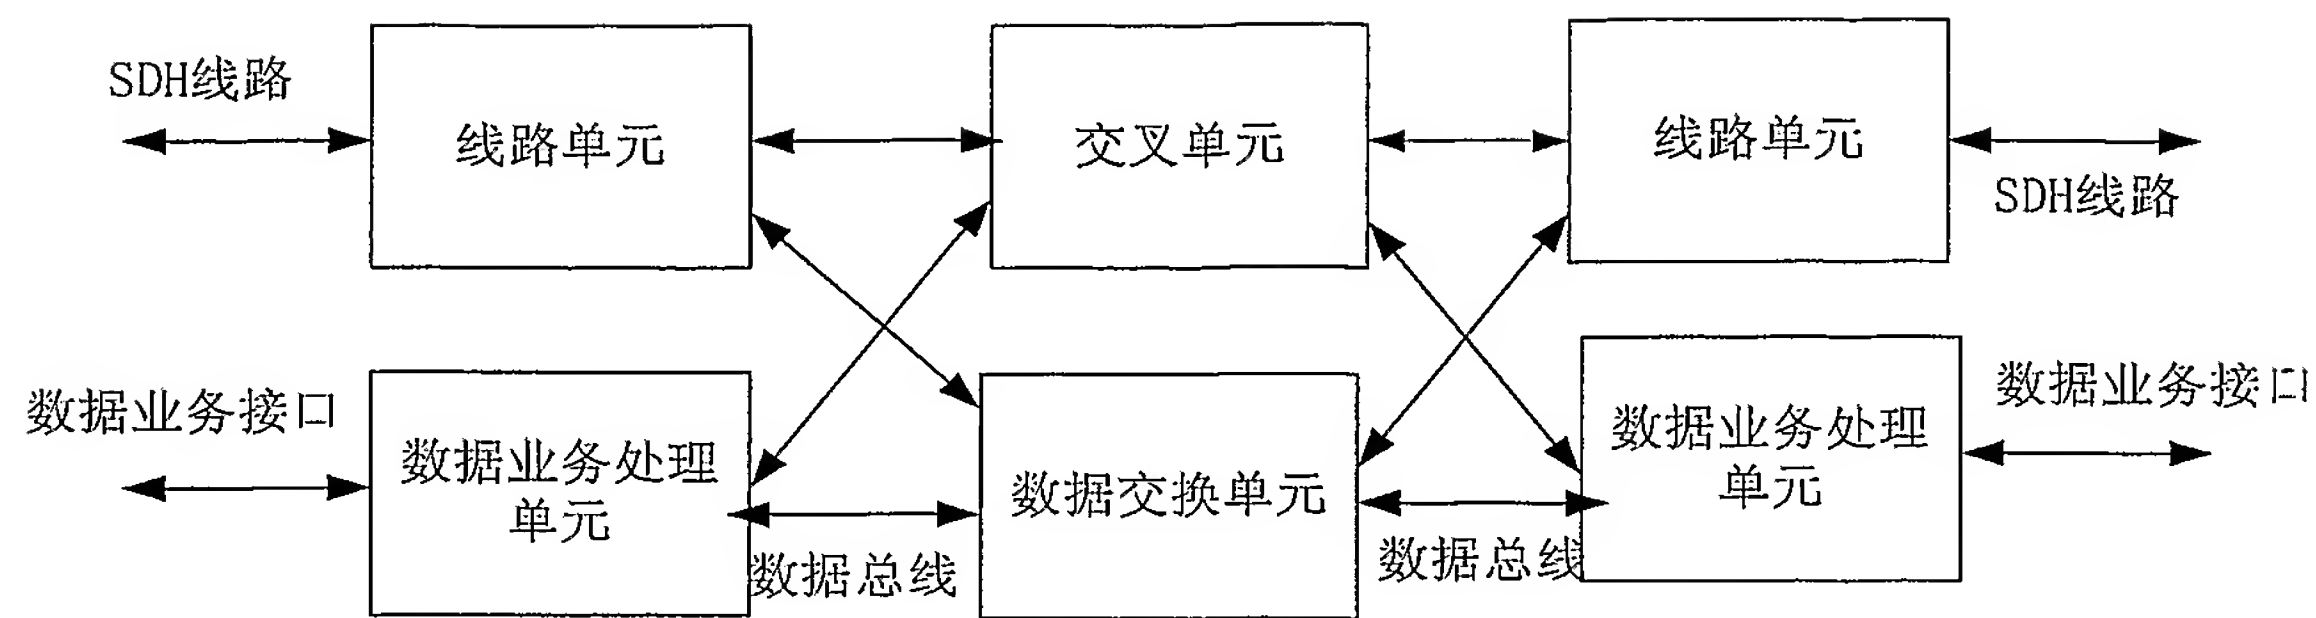 SDH线路
线路单元
交叉单元
线路单元
SDH线路
数据业务接口
数据业务处理
单元
数据总线
数据交换单元
数据总线
数据业务处理
单元
数据业务接口